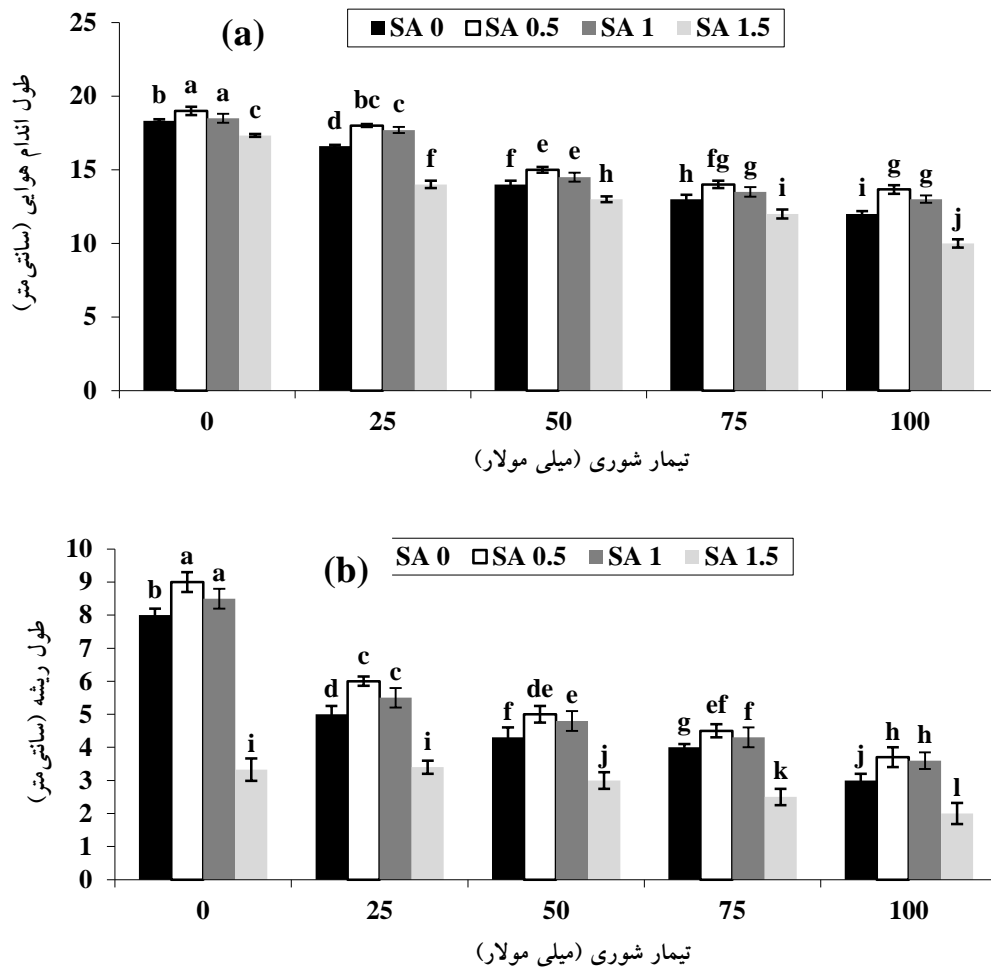 (a)
SA 0 SA 0.5 SA 1 SA 1.5
طول اندام هوایی (سانتی‌متر)
25
20
15
10
5
0
b a a c
d bc c f
f e e h
h fg g i
i g g j
0 25 50 75 100
تیمار شوری (میلی مولار)
(b)
SA 0 SA 0.5 SA 1 SA 1.5
طول ریشه (سانتی‌متر)
10
9
8
7
6
5
4
3
2
1
0
b a a i
d c c i
f de e j
g ef f k
j h h l
0 25 50 75 100
تیمار شوری (میلی مولار)